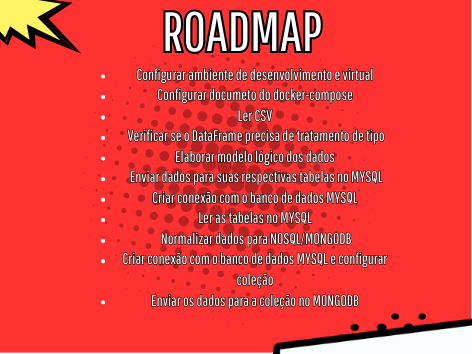 ROADMAP
Configurar ambiente de desenvolvimento e virtual
Configurar documeto do docker-compose
Ler CSV
Verificar se o DataFrame precisa de tratamento de tipo
Elaborar modelo lógico dos dados
Enviar dados para suas respectivas tabelas no MYSQL
Criar conexão com o banco de dados MYSQL
Ler as tabelas no MYSQL
Normalizar dados para NOSQL/MONGODB
Criar conexão com o banco de dados MYSQL e configurar
coleção
Enviar os dados para a coleção no MONGODB